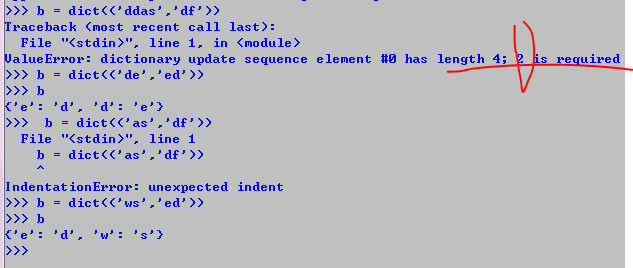 >>> b = dict(('ddas','df'))
Traceback (most recent call last):
  File "<stdin>", line 1, in <module>
ValueError: dictionary update sequence element #0 has length 4; 2 is required
>>> b = dict(('de','ed'))
>>> b
{'e': 'd', 'd': 'e'}
>>>  b = dict(('as','df'))
  File "<stdin>", line 1
    b = dict(('as','df'))
    ^
IndentationError: unexpected indent
>>> b = dict(('ws','ed'))
>>> b
{'e': 'd', 'w': 's'}
>>>